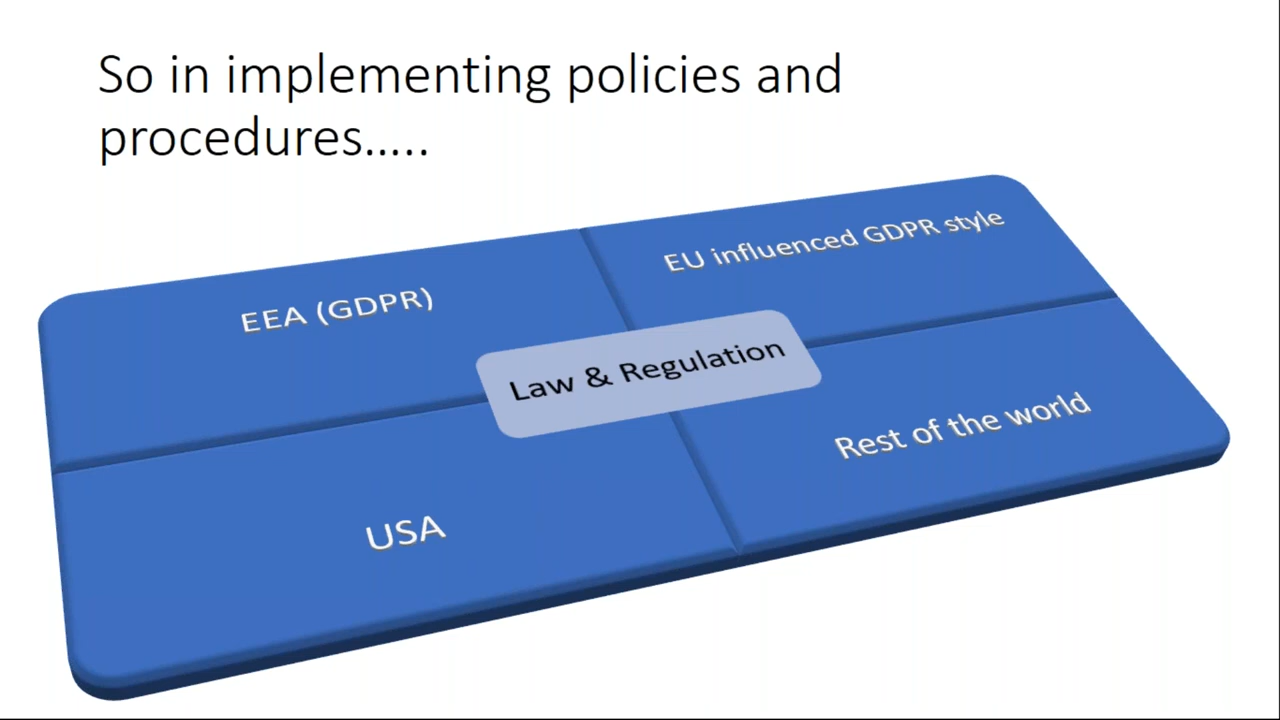 So in implementing policies and
procedures.....
EEA (GDPR)
EU influenced GDPR style
Law & Regulation
USA
Rest of the world